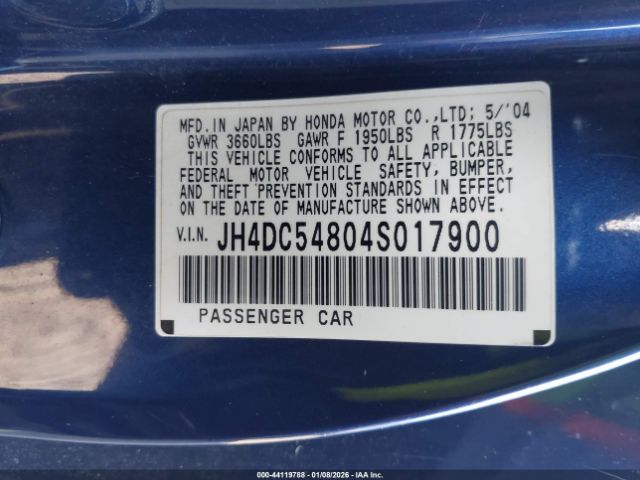 MFD. IN JAPAN BY HONDA MOTOR CO.,LTD; 5/'04
GVWR 3660LBS GAWR F 1950LBS R 1775LBS
THIS VEHICLE CONFORMS TO ALL APPLICABLE
FEDERAL MOTOR VEHICLE SAFETY, BUMPER,
AND THEFT PREVENTION STANDARDS IN EFFECT
ON THE DATE OF MANUFACTURE SHOWN ABOVE.
V.I.N. JH4DC54804S017900
PASSENGER CAR
000-44119788 | 01/08/2026 | IAA Inc.